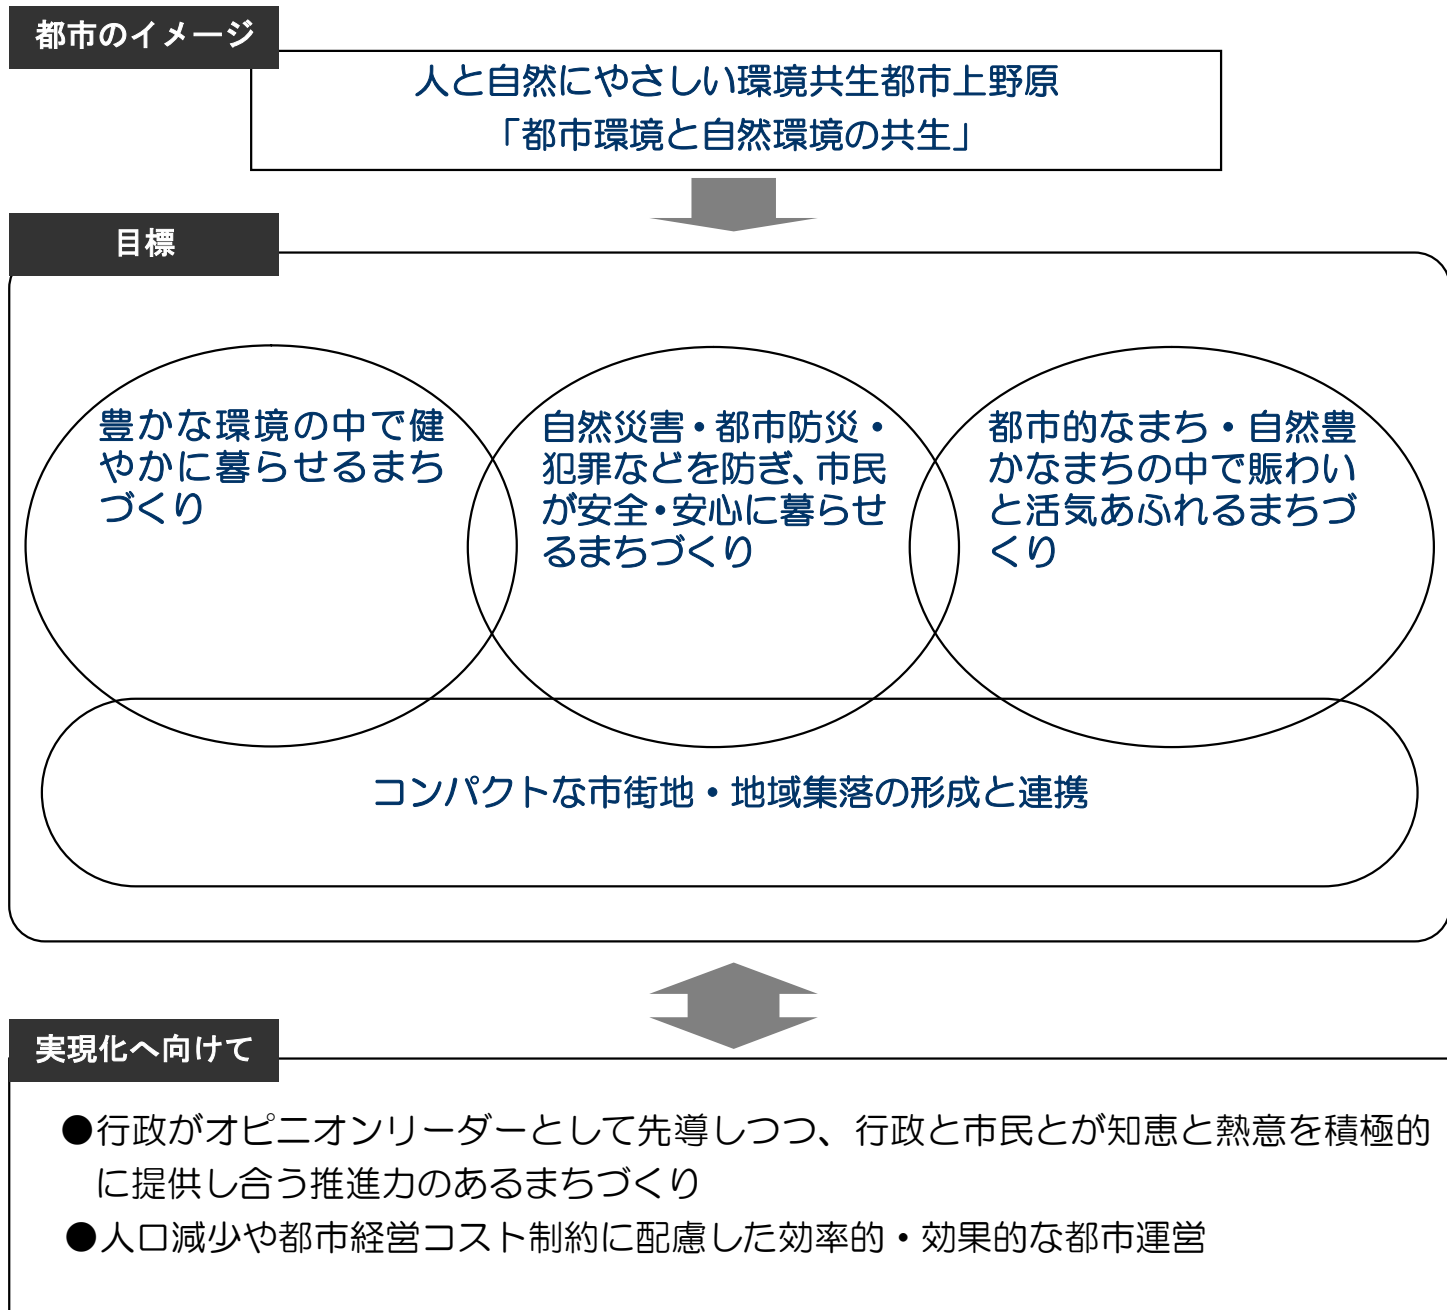 都市のイメージ
人と自然にやさしい環境共生都市上野原
「都市環境と自然環境の共生」
目標
豊かな環境の中で健
やかに暮らせるまち
づくり
自然災害・都市防災・
犯罪などを防ぎ、市民
が安全・安心に暮らせ
るまちづくり
都市的なまち・自然豊
かなまちの中で賑わい
と活気あふれるまちづ
くり
コンパクトな市街地・地域集落の形成と連携
実現化へ向けて
●行政がオピニオンリーダーとして先導しつつ、行政と市民とが知恵と熱意を積極的
に提供し合う推進力のあるまちづくり
●人口減少や都市経営コスト制約に配慮した効率的・効果的な都市運営